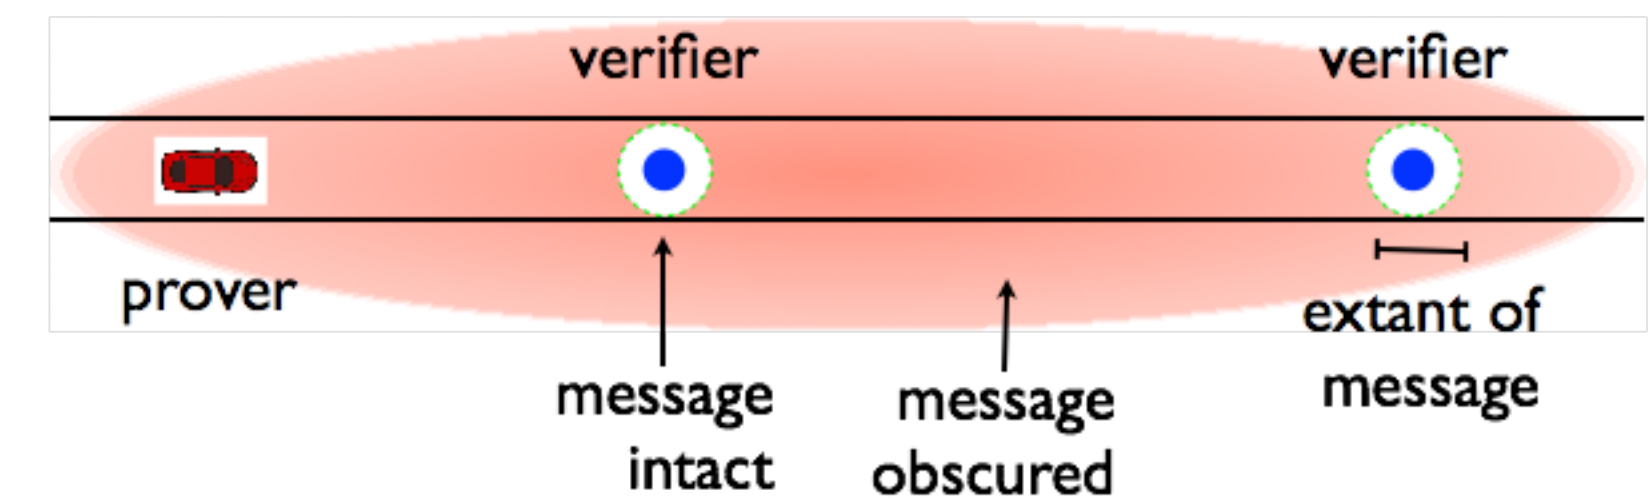 verifier
verifier
prover
extant of
message
message
intact
message
obscured